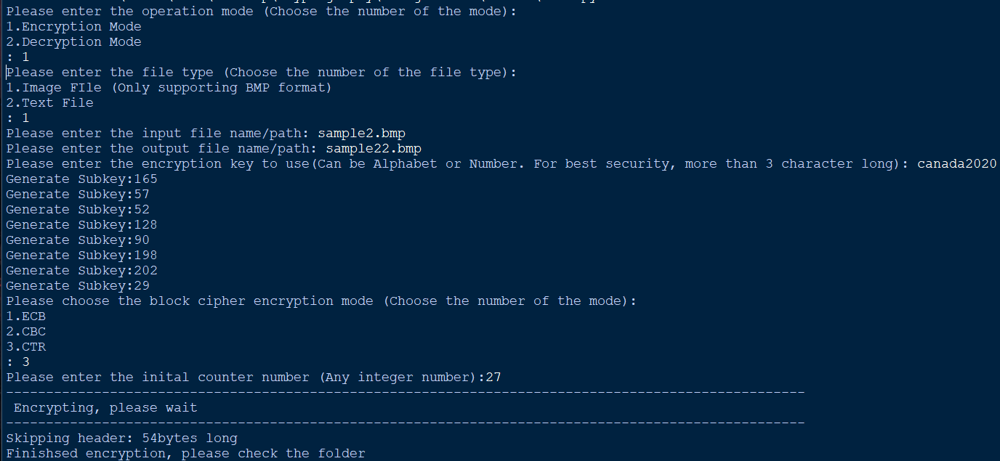 Please enter the operation mode (Choose the number of the mode):
1.Encryption Mode
2.Decryption Mode
: 1
Please enter the file type (Choose the number of the file type):
1.Image FIle (Only supporting BMP format)
2.Text File
: 1
Please enter the input file name/path: sample2.bmp
Please enter the output file name/path: sample22.bmp
Please enter the encryption key to use(Can be Alphabet or Number. For best security, more than 3 character long): canada2020
Generate Subkey:165
Generate Subkey:57
Generate Subkey:52
Generate Subkey:128
Generate Subkey:90
Generate Subkey:198
Generate Subkey:202
Generate Subkey:29
Please choose the block cipher encryption mode (Choose the number of the mode):
1.ECB
2.CBC
3.CTR
: 3
Please enter the inital counter number (Any integer number):27
----------------------------------------------------------------------------------------------------
 Encrypting, please wait
----------------------------------------------------------------------------------------------------
Skipping header: 54bytes long
Finishsed encryption, please check the folder